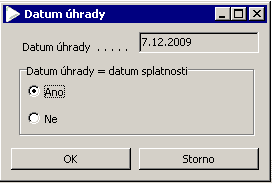 Datum úhrady
Datum úhrady . . . . . 7.12.2009
Datum úhrady = datum splatnosti
Ano
Ne
OK Storno